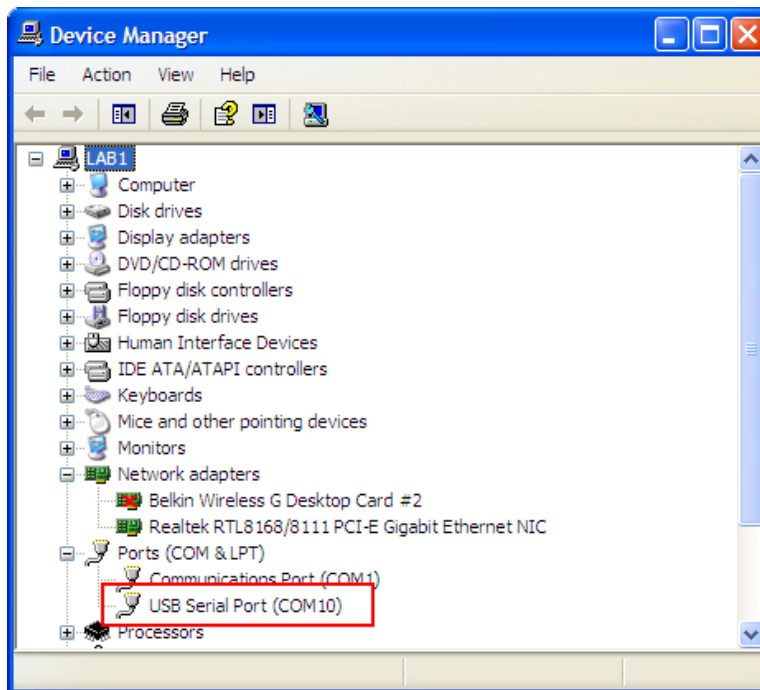 Device Manager
File Action View Help
LAB1
Computer
Disk drives
Display adapters
DVD/CD-ROM drives
Floppy disk controllers
Floppy disk drives
Human Interface Devices
IDE ATA/ATAPI controllers
Keyboards
Mice and other pointing devices
Monitors
Network adapters
Belkin Wireless G Desktop Card #2
Realtek RTL8168/8111 PCI-E Gigabit Ethernet NIC
Ports (COM & LPT)
Communications Port (COM1)
USB Serial Port (COM10)
Processors